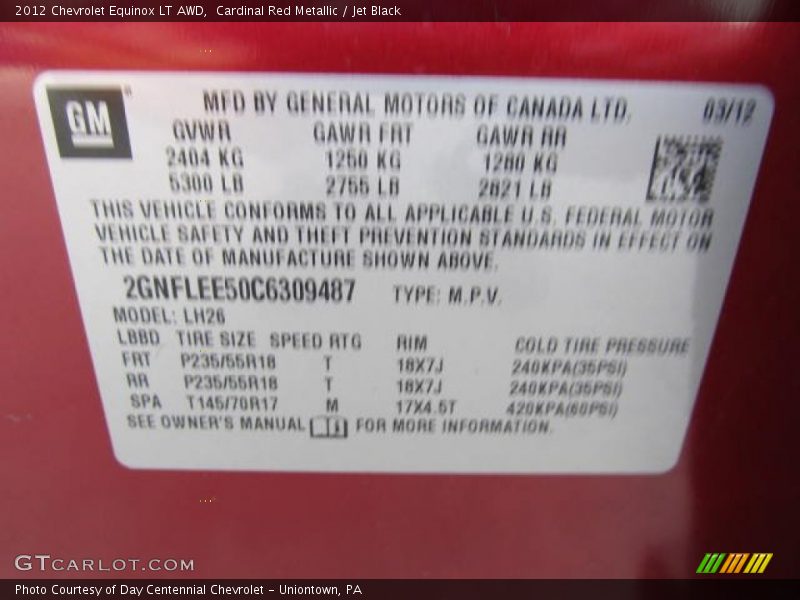 2012 Chevrolet Equinox LT AWD,  Cardinal Red Metallic / Jet Black
GM
MFD BY GENERAL MOTORS OF CANADA LTD. 03/12
GVWR GAWR FRT GAWR RR
2404 KG 1250 KG 1280 KG
5300 LB 2755 LB 2821 LB
THIS VEHICLE CONFORMS TO ALL APPLICABLE U.S. FEDERAL MOTOR
VEHICLE SAFETY AND THEFT PREVENTION STANDARDS IN EFFECT ON
THE DATE OF MANUFACTURE SHOWN ABOVE.
2GNFLEE50C6309487 TYPE: M.P.V.
MODEL: LH26
LBBD TIRE SIZE SPEED RTG RIM COLD TIRE PRESSURE
FRT P235/55R18 T 18X7J 240KPA(35PSI)
RR P235/55R18 T 18X7J 240KPA(35PSI)
SPA T145/70R17 M 17X4.5T 420KPA(60PSI)
SEE OWNER'S MANUAL FOR MORE INFORMATION.
GTCARLOT.COM
Photo Courtesy of Day Centennial Chevrolet - Uniontown, PA